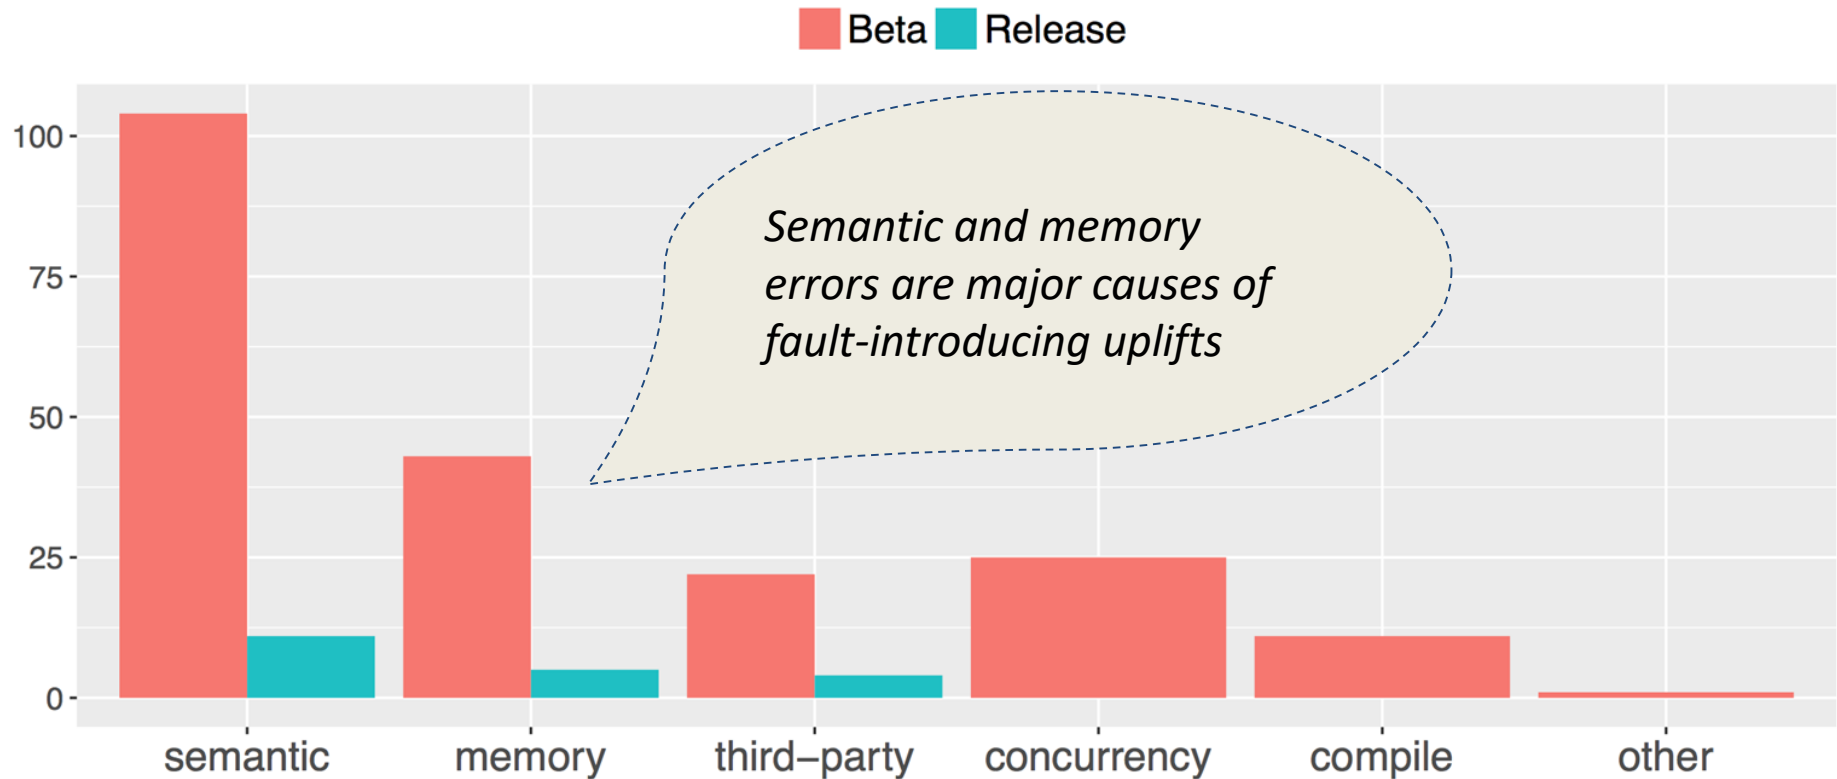 Beta Release
100
75
50
25
0
Semantic and memory
errors are major causes of
fault-introducing uplifts
semantic memory third–party concurrency compile other